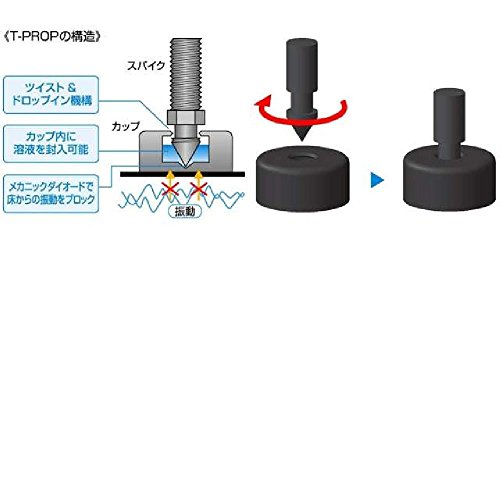 《T-PROPの構造》
スパイク
ツイスト&
ドロップイン機構
カップ
カップ内に
溶液を封入可能
メカニックダイオードで
床からの振動をブロック
振動